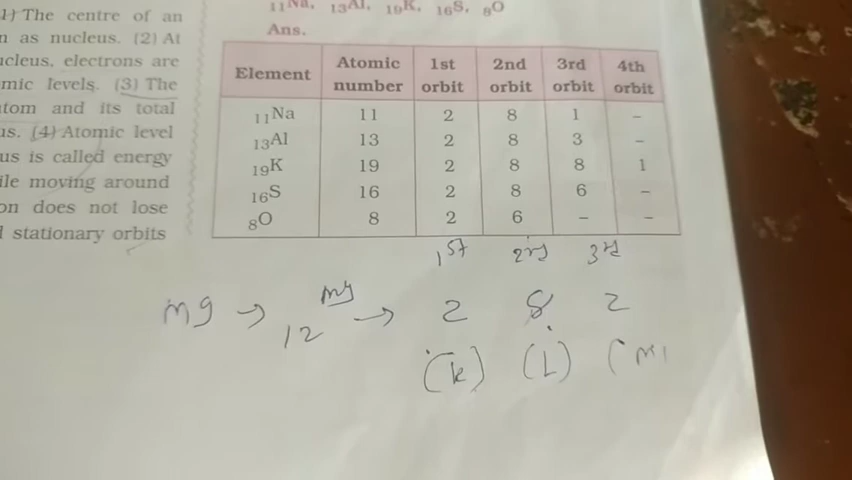 1) The centre of an
n as nucleus. (2) At
ucleus, electrons are
mic levels. (3) The
tom and its total
us. (4) Atomic level
us is called energy
ile moving around
on does not lose
d stationary orbits
11Na, 13Al, 19K, 16S, 8O
Ans.
Element Atomic number 1st orbit 2nd orbit 3rd orbit 4th orbit
11Na 11 2 8 1 –
13Al 13 2 8 3 –
19K 19 2 8 8 1
16S 16 2 8 6 –
8O 8 2 6 – –
1st 2nd 3rd
mg → 12 mg → 2 8 2
(k) (L) (m